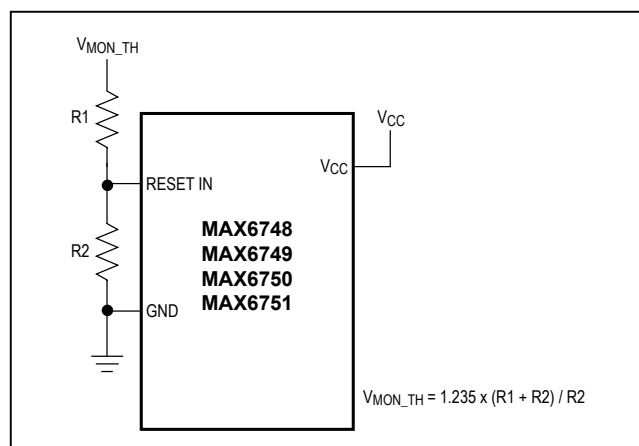 VMON_TH
R1
VCC
VCC
RESET IN
R2
MAX6748
MAX6749
MAX6750
MAX6751
GND
VMON_TH = 1.235 x (R1 + R2) / R2